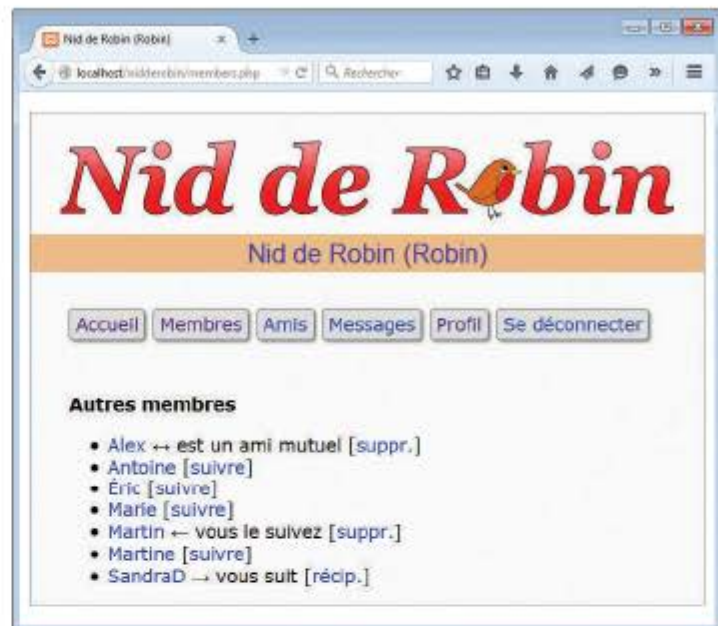 Nid de Robin (Robin) × +
localhost/nidderobin/members.php Rechercher
Nid de Robin
Nid de Robin (Robin)
Accueil Membres Amis Messages Profil Se déconnecter
Autres membres
• Alex ↔ est un ami mutuel [suppr.]
• Antoine [suivre]
• Éric [suivre]
• Marie [suivre]
• Martin ← vous le suivez [suppr.]
• Martine [suivre]
• SandraD → vous suit [récip.]